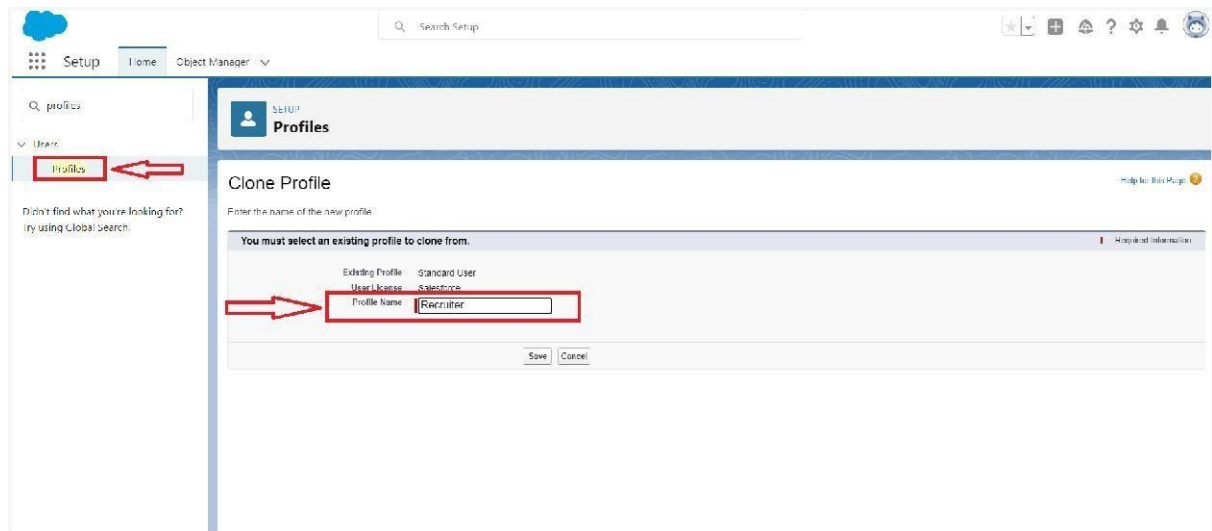 Search Setup
Setup Home Object Manager
profiles
Users
Profiles
Didn't find what you're looking for?
Try using Global Search.
SETUP
Profiles
Clone Profile
Help for this Page
Enter the name of the new profile.
You must select an existing profile to clone from.
Required Information
Existing Profile Standard User
User License Salesforce
Profile Name Recruiter
Save Cancel